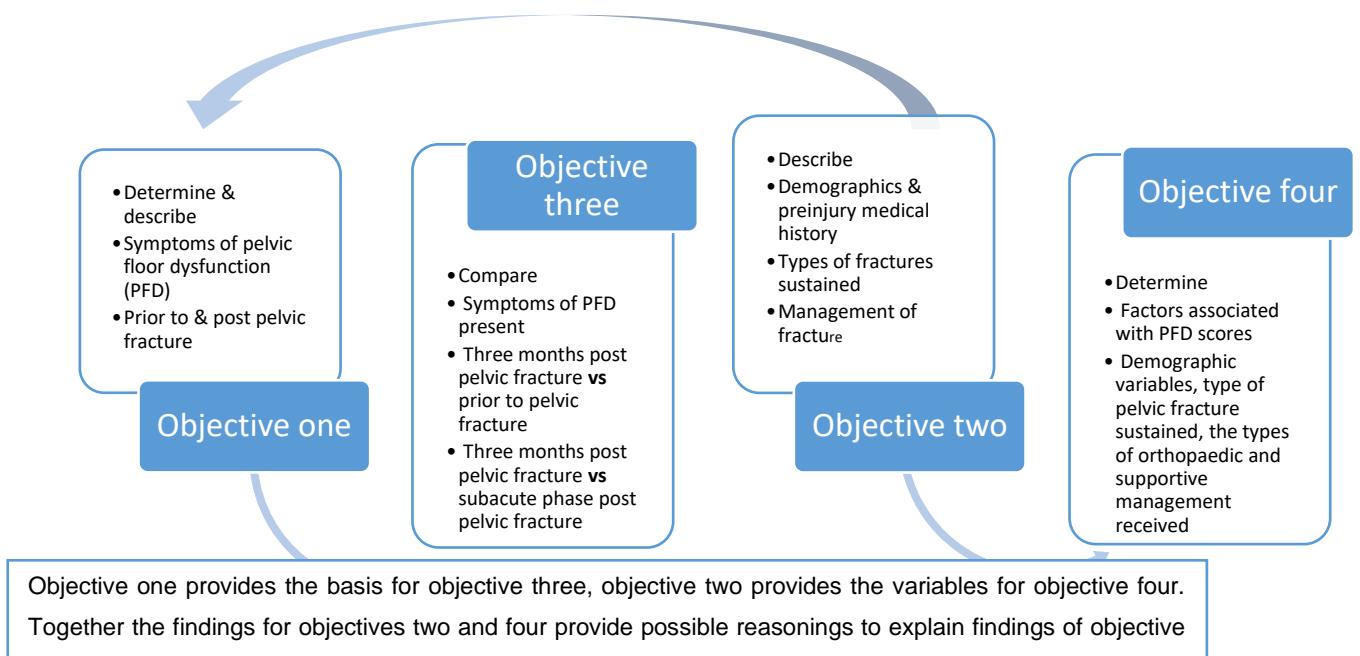 •Determine &
describe
•Symptoms of pelvic
floor dysfunction
(PFD)
•Prior to & post pelvic
fracture
Objective one
Objective
three
•Compare
• Symptoms of PFD
present
• Three months post
pelvic fracture vs
prior to pelvic
fracture
• Three months post
pelvic fracture vs
subacute phase post
pelvic fracture
•Describe
•Demographics &
preinjury medical
history
•Types of fractures
sustained
•Management of
fracture
Objective two
Objective four
•Determine
• Factors associated
with PFD scores
• Demographic
variables, type of
pelvic fracture
sustained, the types
of orthopaedic and
supportive
management
received
Objective one provides the basis for objective three, objective two provides the variables for objective four.
Together the findings for objectives two and four provide possible reasonings to explain findings of objective